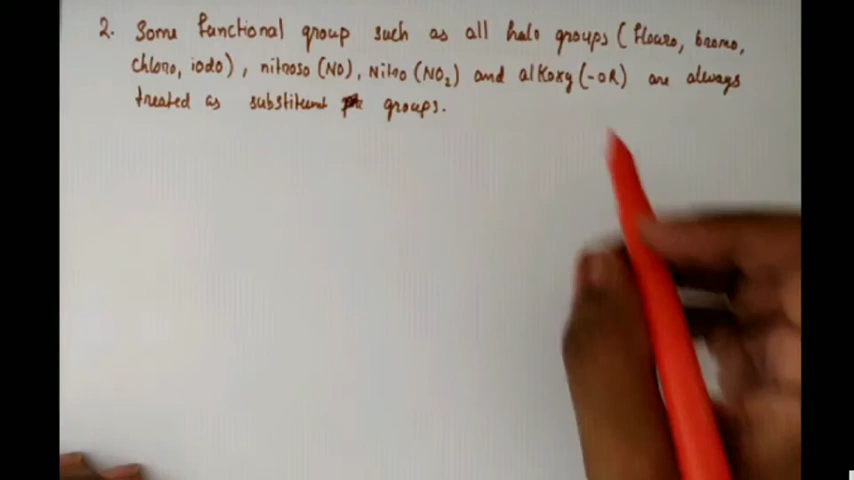 2. Some functional group such as all halo groups (flouro, bromo,
chloro, iodo), nitroso (NO), Nitro (NO2) and alkoxy (-OR) are always
treated as substituent groups.